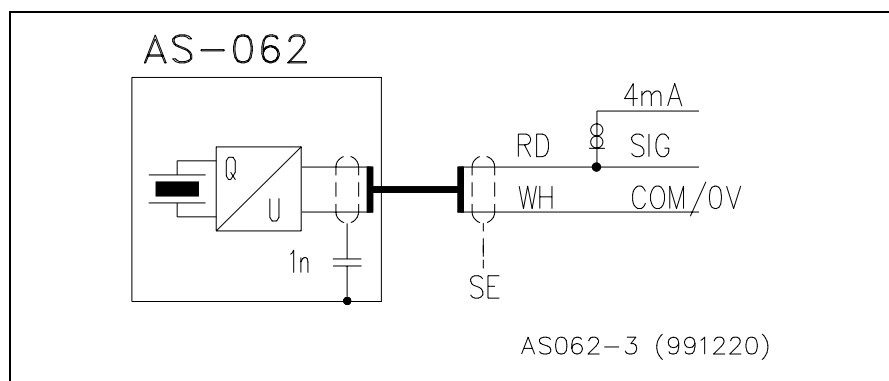 AS-062
4mA
RD SIG
Q
U
WH COM/0V
1n
SE
AS062-3 (991220)